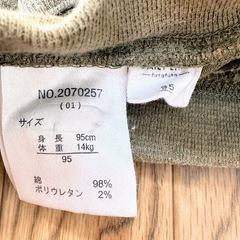 NO.2070257
(01)
サイズ
身 長 95cm
体 重 14kg
95
綿 98%
ポリウレタン 2%
95